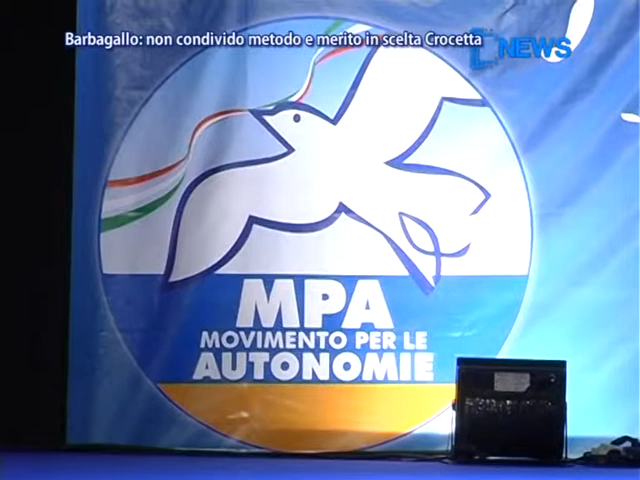 Barbagallo: non condivido metodo e merito in scelta Crocetta
NEWS
MPA
MOVIMENTO PER LE
AUTONOMIE